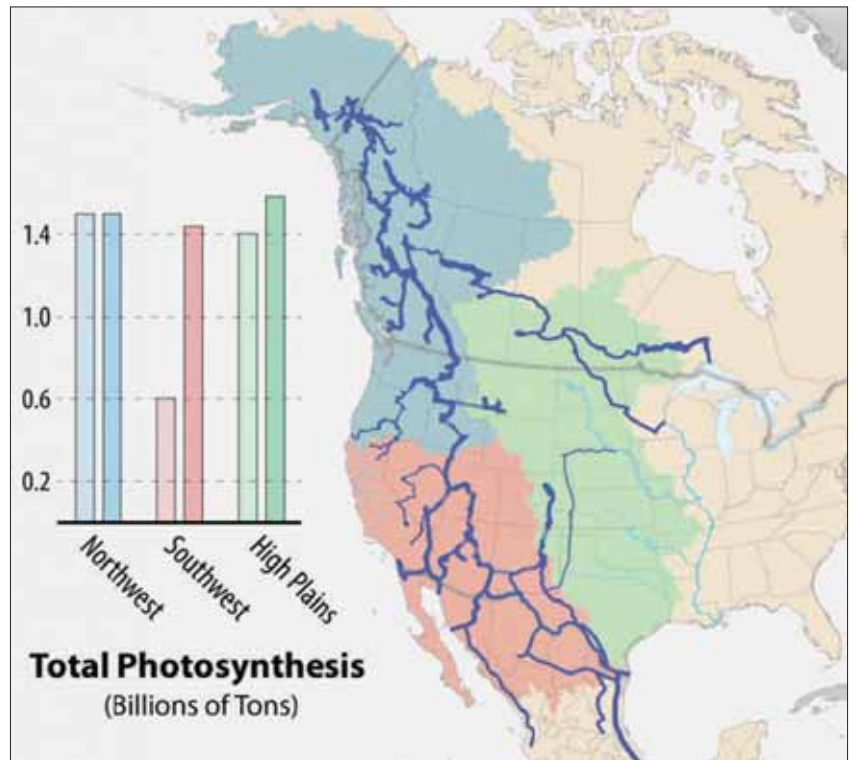 1.4
1.0
0.6
0.2
Northwest
Southwest
High Plains
Total Photosynthesis
(Billions of Tons)